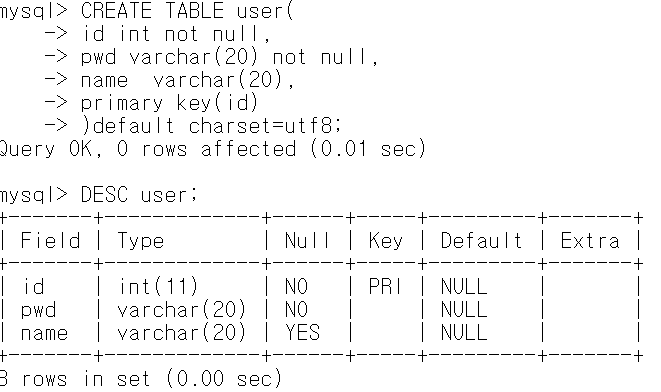 mysql> CREATE TABLE user(
    -> id int not null,
    -> pwd varchar(20) not null,
    -> name  varchar(20),
    -> primary key(id)
    -> )default charset=utf8;
Query OK, 0 rows affected (0.01 sec)

mysql> DESC user;
+-------+-------------+------+-----+---------+-------+
| Field | Type        | Null | Key | Default | Extra |
+-------+-------------+------+-----+---------+-------+
| id    | int(11)     | NO   | PRI | NULL    |       |
| pwd   | varchar(20) | NO   |     | NULL    |       |
| name  | varchar(20) | YES  |     | NULL    |       |
+-------+-------------+------+-----+---------+-------+
3 rows in set (0.00 sec)